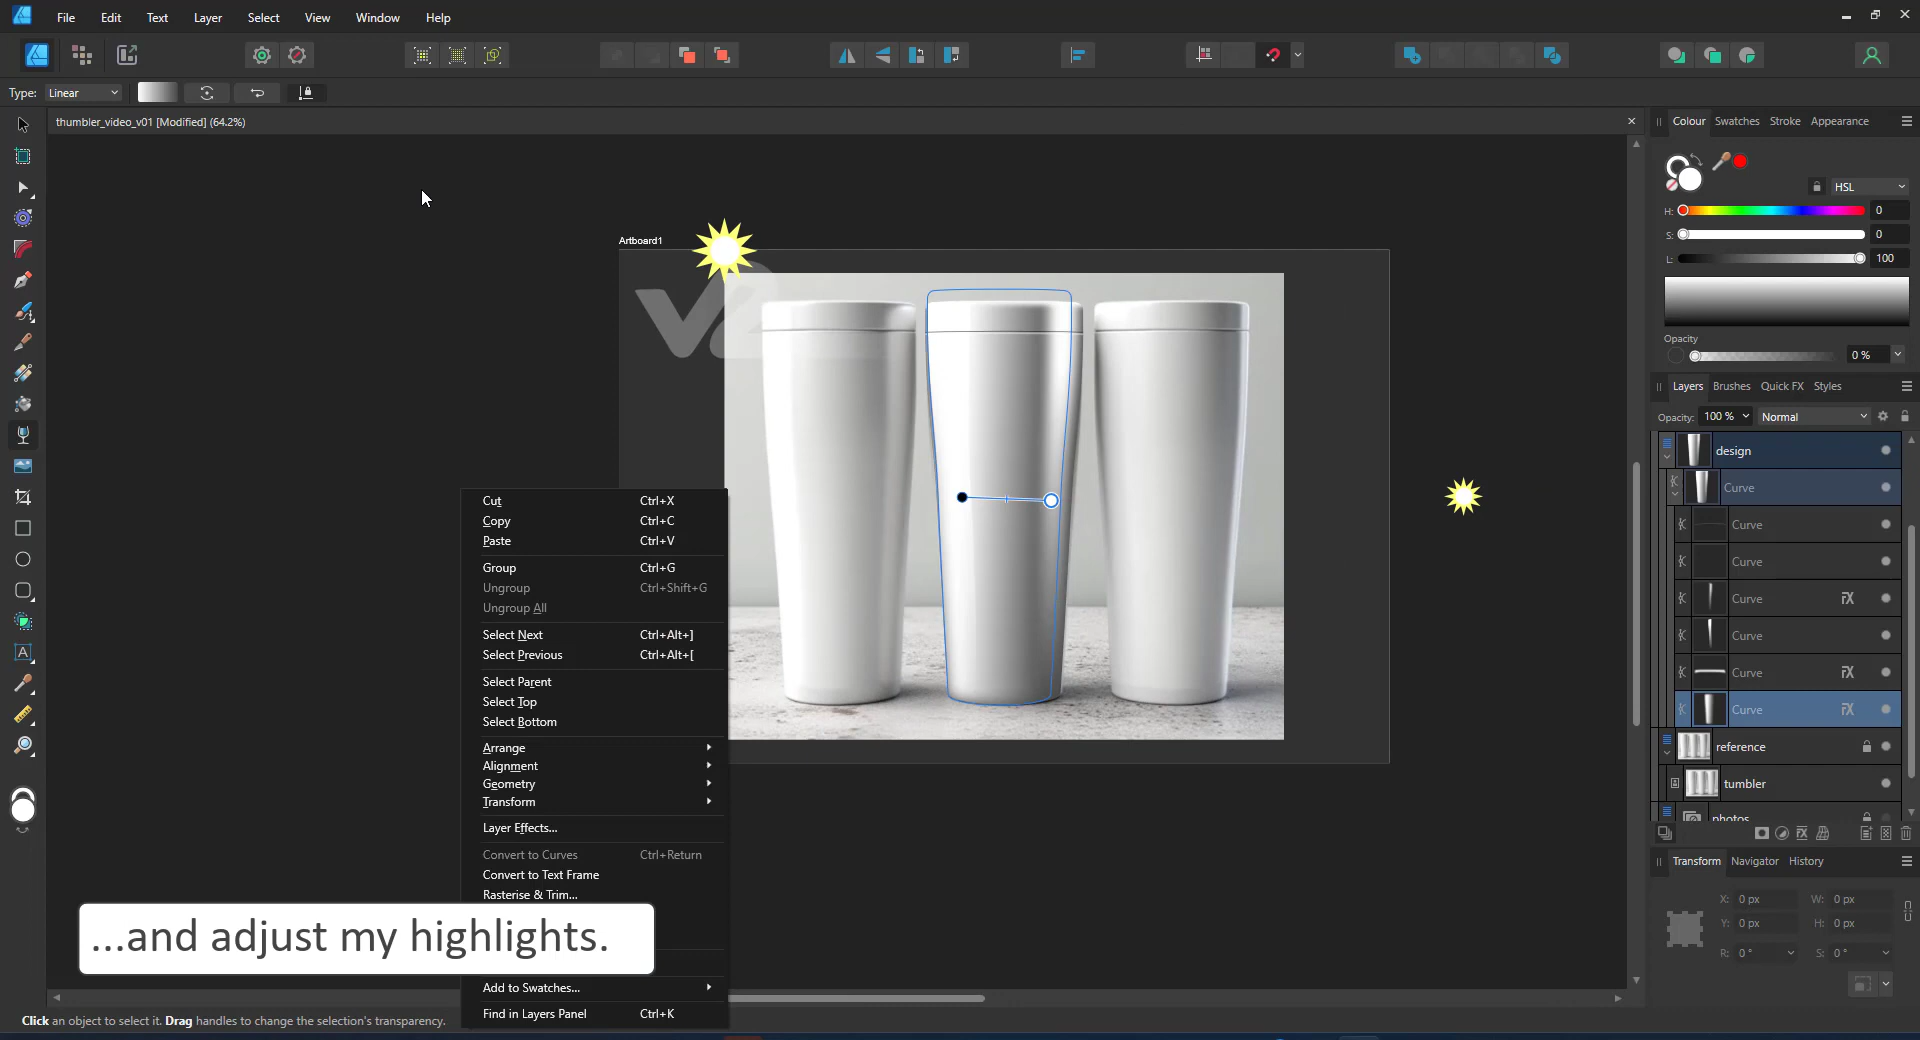 File Edit Text Layer Select View Window Help
Type: Linear
thumbler_video_v01 [Modified] (64.2%)
Artboard1
V2
Cut Ctrl+X
Copy Ctrl+C
Paste Ctrl+V
Group Ctrl+G
Ungroup Ctrl+Shift+G
Ungroup All
Select Next Ctrl+Alt+]
Select Previous Ctrl+Alt+[
Select Parent
Select Top
Select Bottom
Arrange
Alignment
Geometry
Transform
Layer Effects...
Convert to Curves Ctrl+Return
Convert to Text Frame
Rasterise & Trim...
...and adjust my highlights.
Add to Swatches...
Find in Layers Panel Ctrl+K
Click an object to select it. Drag handles to change the selection's transparency.
Colour Swatches Stroke Appearance
HSL
H: 0
S: 0
L: 100
Opacity
0 %
Layers Brushes Quick FX Styles
Opacity: 100 % Normal
design
Curve
Curve
Curve
Curve FX
Curve
Curve FX
Curve FX
reference
tumbler
photos
Transform Navigator History
X: 0 px W: 0 px
Y: 0 px H: 0 px
R: 0 ° S: 0 °